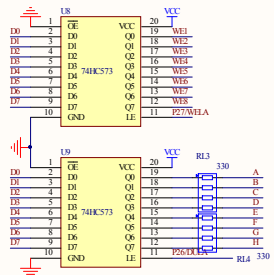 U8
1 OE VCC 20 VCC
D0 2 D0 Q0 19 WE1
D1 3 D1 Q1 18 WE2
D2 4 D2 Q2 17 WE3
D3 5 D3 Q3 16 WE4
D4 6 D4 74HC573 Q4 15 WE5
D5 7 D5 Q5 14 WE6
D6 8 D6 Q6 13 WE7
D7 9 D7 Q7 12 WE8
10 GND LE 11 P27/WELA
U9
1 OE VCC 20 VCC RL3
D0 2 D0 Q0 19 330 A
D1 3 D1 Q1 18 B
D2 4 D2 Q2 17 C
D3 5 D3 Q3 16 D
D4 6 D4 74HC573 Q4 15 E
D5 7 D5 Q5 14 F
D6 8 D6 Q6 13 G
D7 9 D7 Q7 12 H
10 GND LE 11 P26/DULA 330
RL4